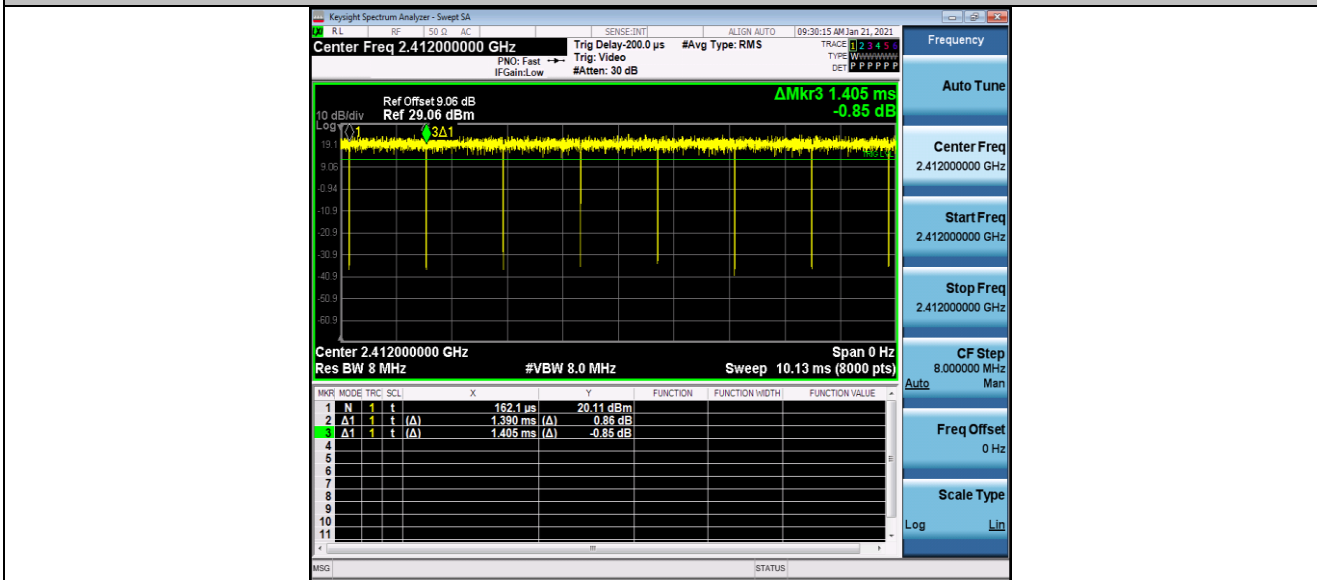 Keysight Spectrum Analyzer - Swept SA
RL RF 50 Ω AC SENSE:INT ALIGN AUTO 09:30:15 AM Jan 21, 2021
Center Freq 2.412000000 GHz
PNO: Fast
IFGain:Low
Trig Delay-200.0 µs
Trig: Video
#Atten: 30 dB
#Avg Type: RMS
TRACE 1 2 3 4 5 6
TYPE W
DET P P P P P P
Frequency
Ref Offset 9.06 dB
10 dB/div Ref 29.06 dBm
ΔMkr3 1.405 ms
-0.85 dB
Log
1
3Δ1
TRIG LVL
19.1
9.06
-0.94
-10.9
-20.9
-30.9
-40.9
-50.9
-60.9
Center 2.412000000 GHz Span 0 Hz
Res BW 8 MHz #VBW 8.0 MHz Sweep 10.13 ms (8000 pts)
MKR MODE TRC SCL X Y FUNCTION FUNCTION WIDTH FUNCTION VALUE
1 N 1 t 162.1 µs 20.11 dBm
2 Δ1 1 t (Δ) 1.390 ms (Δ) 0.86 dB
3 Δ1 1 t (Δ) 1.405 ms (Δ) -0.85 dB
4
5
6
7
8
9
10
11
MSG STATUS
Auto Tune
Center Freq
2.412000000 GHz
Start Freq
2.412000000 GHz
Stop Freq
2.412000000 GHz
CF Step
8.000000 MHz
Auto Man
Freq Offset
0 Hz
Scale Type
Log Lin